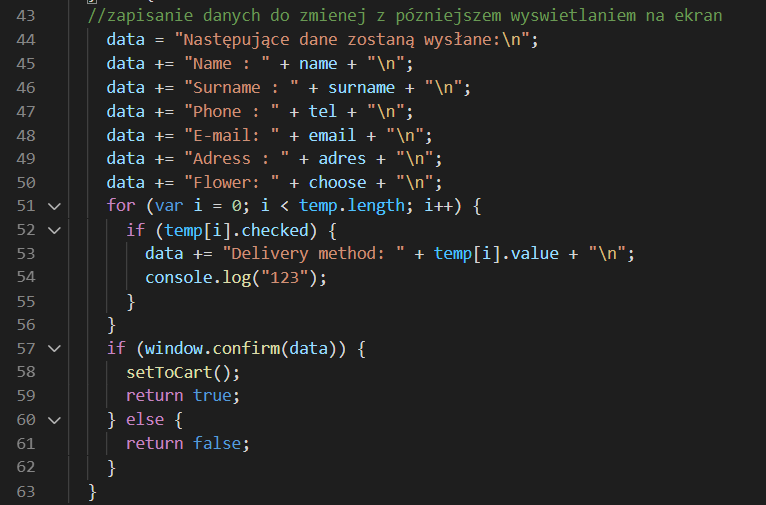 43 //zapisanie danych do zmienej z pózniejszem wyswietlaniem na ekran
44 data = "Następujące dane zostaną wysłane:\n";
45 data += "Name : " + name + "\n";
46 data += "Surname : " + surname + "\n";
47 data += "Phone : " + tel + "\n";
48 data += "E-mail: " + email + "\n";
49 data += "Adress : " + adres + "\n";
50 data += "Flower: " + choose + "\n";
51 for (var i = 0; i < temp.length; i++) {
52 if (temp[i].checked) {
53 data += "Delivery method: " + temp[i].value + "\n";
54 console.log("123");
55 }
56 }
57 if (window.confirm(data)) {
58 setToCart();
59 return true;
60 } else {
61 return false;
62 }
63 }